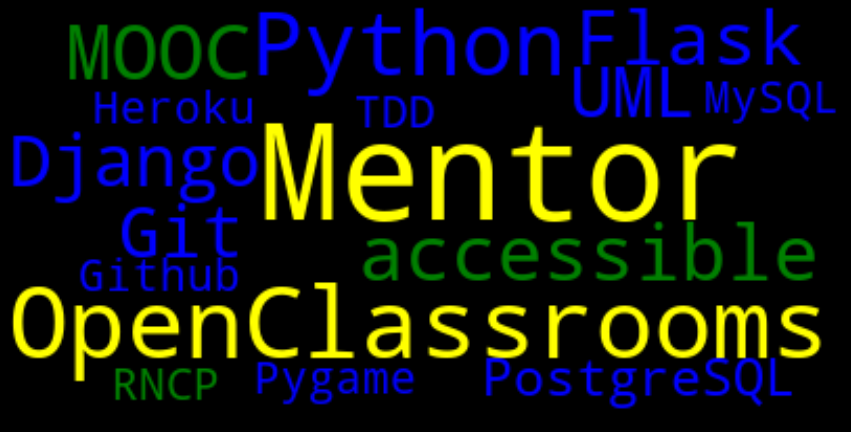 MOOC Python Flask
Heroku TDD UML MySQL
Django Mentor
Git accessible
Github
OpenClassrooms
RNCP Pygame PostgreSQL